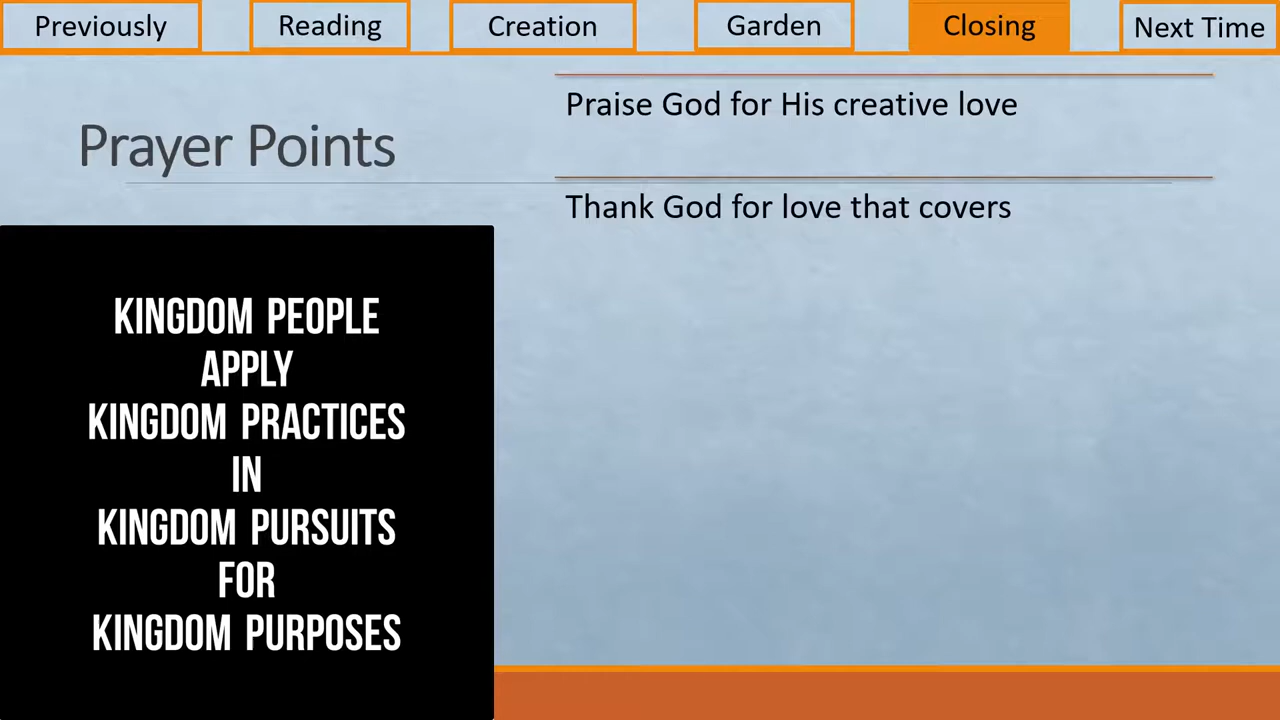 Previously
Reading
Creation
Garden
Closing
Next Time
Prayer Points
Praise God for His creative love
Thank God for love that covers
KINGDOM PEOPLE
APPLY
KINGDOM PRACTICES
IN
KINGDOM PURSUITS
FOR
KINGDOM PURPOSES